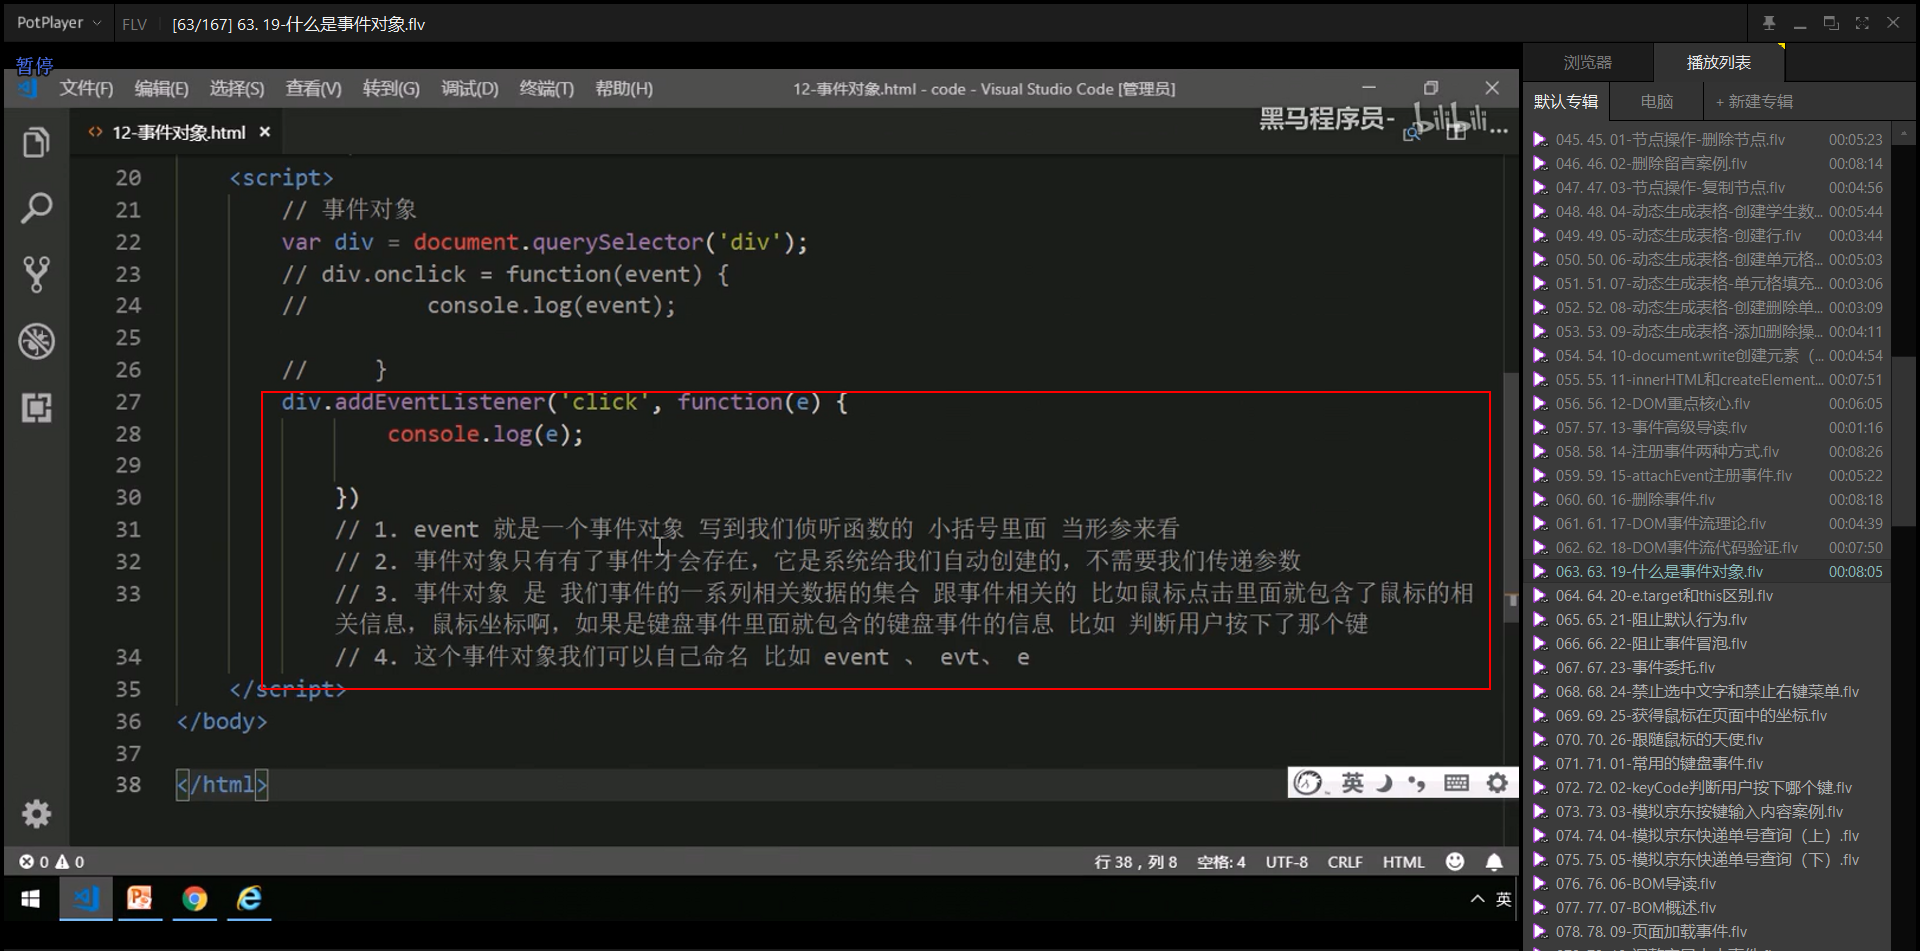 PotPlayer
FLV
[63/167] 63. 19-什么是事件对象.flv
暂停
文件(F) 编辑(E) 选择(S) 查看(V) 转到(G) 调试(D) 终端(T) 帮助(H)
12-事件对象.html - code - Visual Studio Code [管理员]
12-事件对象.html
黑马程序员- bilibili
20 <script>
21 // 事件对象
22 var div = document.querySelector('div');
23 // div.onclick = function(event) {
24 // console.log(event);
25
26 // }
27 div.addEventListener('click', function(e) {
28 console.log(e);
29
30 })
31 // 1. event 就是一个事件对象 写到我们侦听函数的 小括号里面 当形参来看
32 // 2. 事件对象只有有了事件才会存在，它是系统给我们自动创建的，不需要我们传递参数
33 // 3. 事件对象 是 我们事件的一系列相关数据的集合 跟事件相关的 比如鼠标点击里面就包含了鼠标的相
关信息，鼠标坐标啊，如果是键盘事件里面就包含的键盘事件的信息 比如 判断用户按下了那个键
34 // 4. 这个事件对象我们可以自己命名 比如 event 、 evt、 e
35 </script>
36 </body>
37
38 </html>
英
0 0
行 38，列 8 空格: 4 UTF-8 CRLF HTML
英
浏览器 播放列表
默认专辑 电脑 + 新建专辑
045. 45. 01-节点操作-删除节点.flv 00:05:23
046. 46. 02-删除留言案例.flv 00:08:14
047. 47. 03-节点操作-复制节点.flv 00:04:56
048. 48. 04-动态生成表格-创建学生数... 00:05:44
049. 49. 05-动态生成表格-创建行.flv 00:03:44
050. 50. 06-动态生成表格-创建单元格... 00:05:03
051. 51. 07-动态生成表格-单元格填充... 00:03:06
052. 52. 08-动态生成表格-创建删除单... 00:03:09
053. 53. 09-动态生成表格-添加删除操... 00:04:11
054. 54. 10-document.write创建元素（... 00:04:54
055. 55. 11-innerHTML和createElement... 00:07:51
056. 56. 12-DOM重点核心.flv 00:06:05
057. 57. 13-事件高级导读.flv 00:01:16
058. 58. 14-注册事件两种方式.flv 00:08:26
059. 59. 15-attachEvent注册事件.flv 00:05:22
060. 60. 16-删除事件.flv 00:08:18
061. 61. 17-DOM事件流理论.flv 00:04:39
062. 62. 18-DOM事件流代码验证.flv 00:07:50
063. 63. 19-什么是事件对象.flv 00:08:05
064. 64. 20-e.target和this区别.flv
065. 65. 21-阻止默认行为.flv
066. 66. 22-阻止事件冒泡.flv
067. 67. 23-事件委托.flv
068. 68. 24-禁止选中文字和禁止右键菜单.flv
069. 69. 25-获得鼠标在页面中的坐标.flv
070. 70. 26-跟随鼠标的天使.flv
071. 71. 01-常用的键盘事件.flv
072. 72. 02-keyCode判断用户按下哪个键.flv
073. 73. 03-模拟京东按键输入内容案例.flv
074. 74. 04-模拟京东快递单号查询（上）.flv
075. 75. 05-模拟京东快递单号查询（下）.flv
076. 76. 06-BOM导读.flv
077. 77. 07-BOM概述.flv
078. 78. 09-页面加载事件.flv